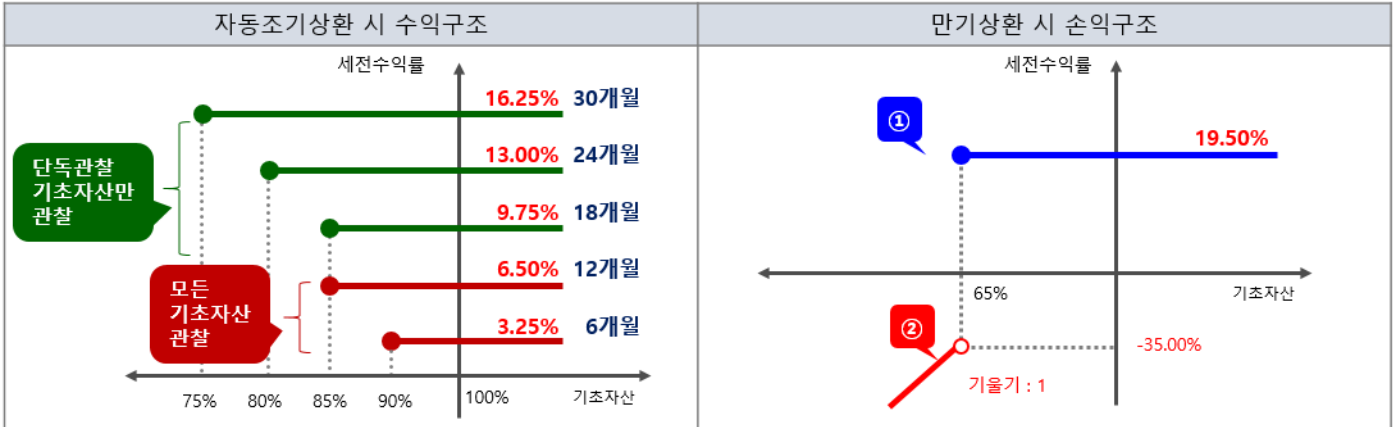 자동조기상환 시 수익구조
만기상환 시 손익구조
세전수익률
16.25% 30개월
13.00% 24개월
단독관찰
기초자산만
관찰
9.75% 18개월
6.50% 12개월
모든
기초자산
관찰
3.25% 6개월
75% 80% 85% 90% 100% 기초자산
세전수익률
①
19.50%
65% 기초자산
②
-35.00%
기울기 : 1